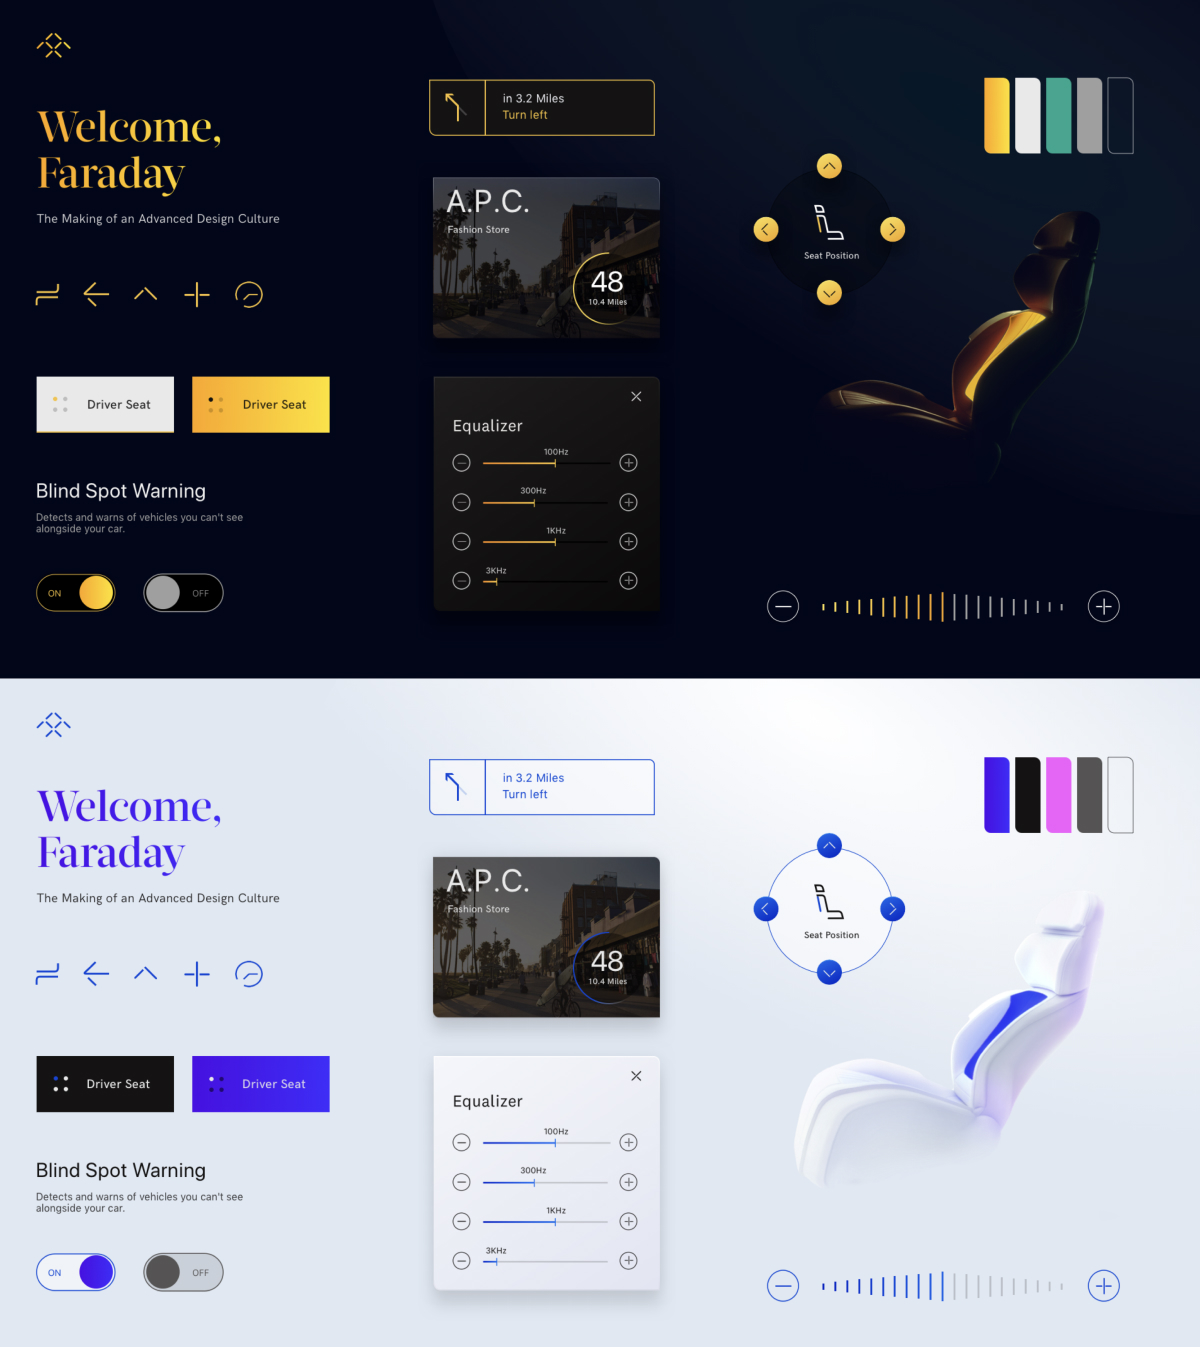 Welcome,
Faraday
The Making of an Advanced Design Culture
Driver Seat
Driver Seat
Blind Spot Warning
Detects and warns of vehicles you can't see
alongside your car.
ON
OFF
in 3.2 Miles
Turn left
A.P.C.
Fashion Store
48
10.4 Miles
Equalizer
100Hz
300Hz
1KHz
3KHz
Seat Position
Welcome,
Faraday
The Making of an Advanced Design Culture
Driver Seat
Driver Seat
Blind Spot Warning
Detects and warns of vehicles you can't see
alongside your car.
ON
OFF
in 3.2 Miles
Turn left
A.P.C.
Fashion Store
48
10.4 Miles
Equalizer
100Hz
300Hz
1KHz
3KHz
Seat Position